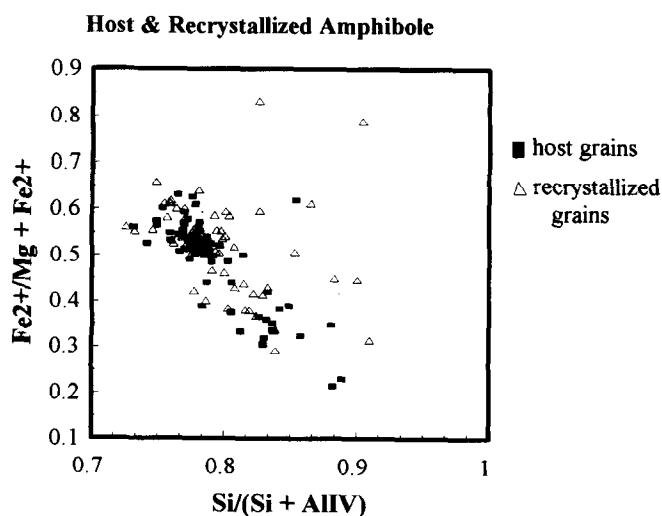 Host & Recrystallized Amphibole
0.9
0.8
0.7
0.6
0.5
0.4
0.3
0.2
0.1
Fe2+/Mg + Fe2+
0.7
0.8
0.9
1
Si/(Si + AlIV)
host grains
recrystallized
grains